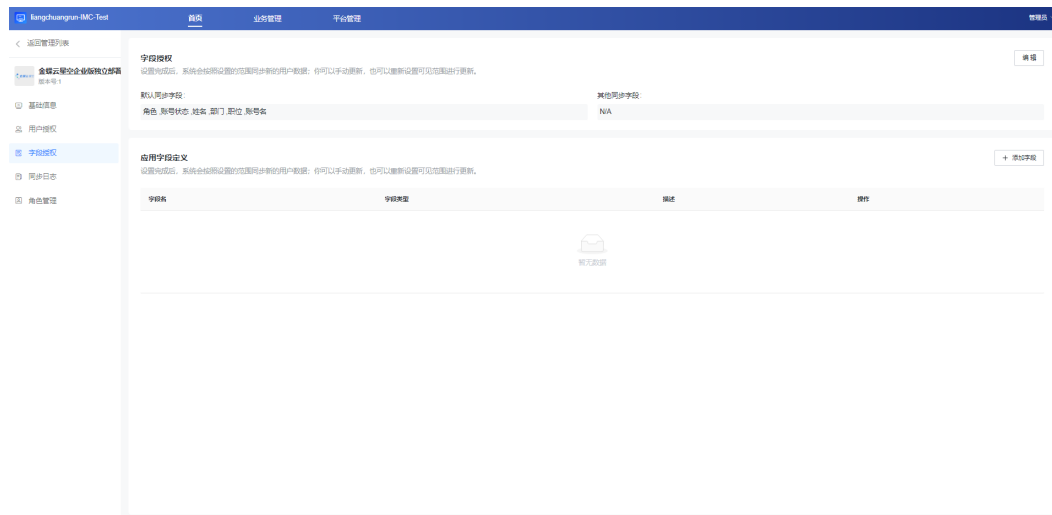 liangchuangrun-IMC-Test 首页 业务管理 平台管理 管理员
返回管理列表
金蝶云星空企业版独立部署
版本号:1
基础信息
用户授权
字段授权
同步日志
角色管理
字段授权
编 辑
设置完成后，系统会按照设置的范围同步新的用户数据；你可以手动更新，也可以重新设置可见范围进行更新。
默认同步字段: 其他同步字段:
角色 ,账号状态 ,姓名 ,部门 ,职位 ,账号名 N/A
应用字段定义
+ 添加字段
设置完成后，系统会按照设置的范围同步新的用户数据；你可以手动更新，也可以重新设置可见范围进行更新。
字段名 字段类型 描述 操作
暂无数据